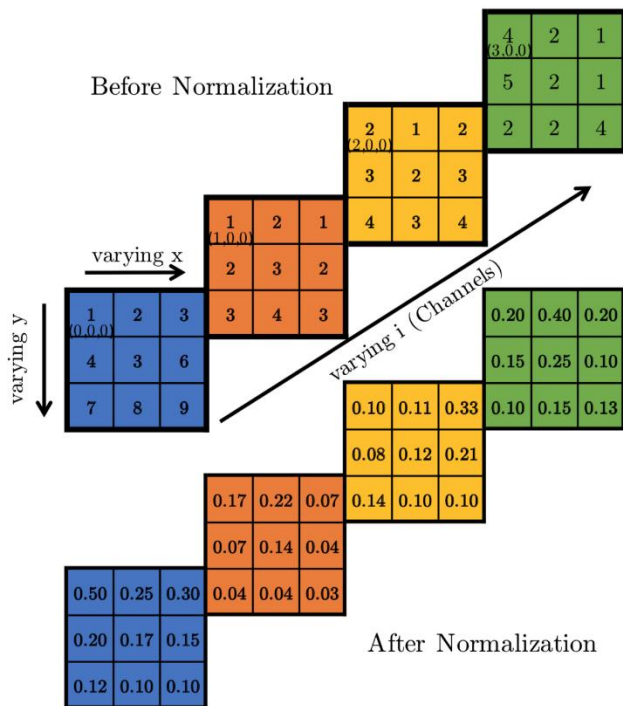 Before Normalization
4 2 1
(3,0,0)
5 2 1
2 2 4
2 1 2
(2,0,0)
3 2 3
4 3 4
1 2 1
(1,0,0)
2 3 2
3 4 3
varying x
varying y
1 2 3
(0,0,0)
4 3 6
7 8 9
varying i (Channels)
0.20 0.40 0.20
0.15 0.25 0.10
0.10 0.15 0.13
0.10 0.11 0.33
0.08 0.12 0.21
0.14 0.10 0.10
0.17 0.22 0.07
0.07 0.14 0.04
0.04 0.04 0.03
0.50 0.25 0.30
0.20 0.17 0.15
0.12 0.10 0.10
After Normalization